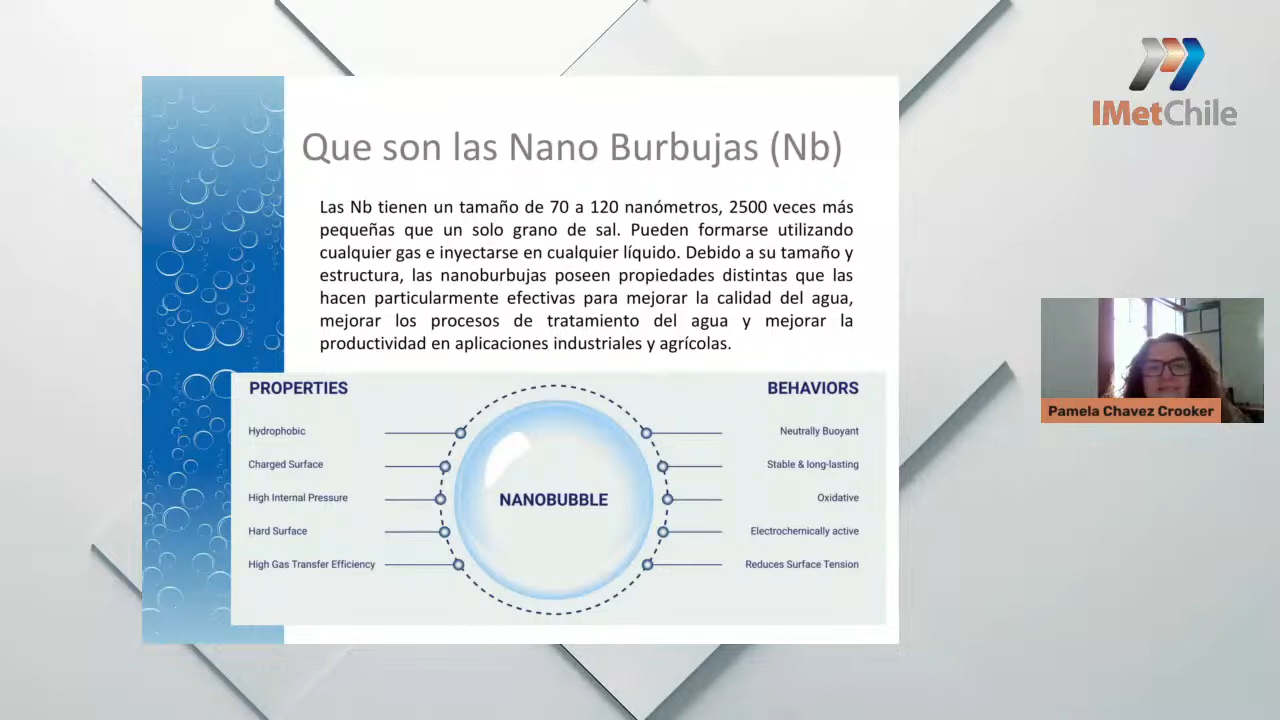 IMetChile
Que son las Nano Burbujas (Nb)
Las Nb tienen un tamaño de 70 a 120 nanómetros, 2500 veces más
pequeñas que un solo grano de sal. Pueden formarse utilizando
cualquier gas e inyectarse en cualquier líquido. Debido a su tamaño y
estructura, las nanoburbujas poseen propiedades distintas que las
hacen particularmente efectivas para mejorar la calidad del agua,
mejorar los procesos de tratamiento del agua y mejorar la
productividad en aplicaciones industriales y agrícolas.
PROPERTIES
Hydrophobic
Charged Surface
High Internal Pressure
Hard Surface
High Gas Transfer Efficiency
NANOBUBBLE
BEHAVIORS
Neutrally Buoyant
Stable & long-lasting
Oxidative
Electrochemically active
Reduces Surface Tension
Pamela Chavez Crooker